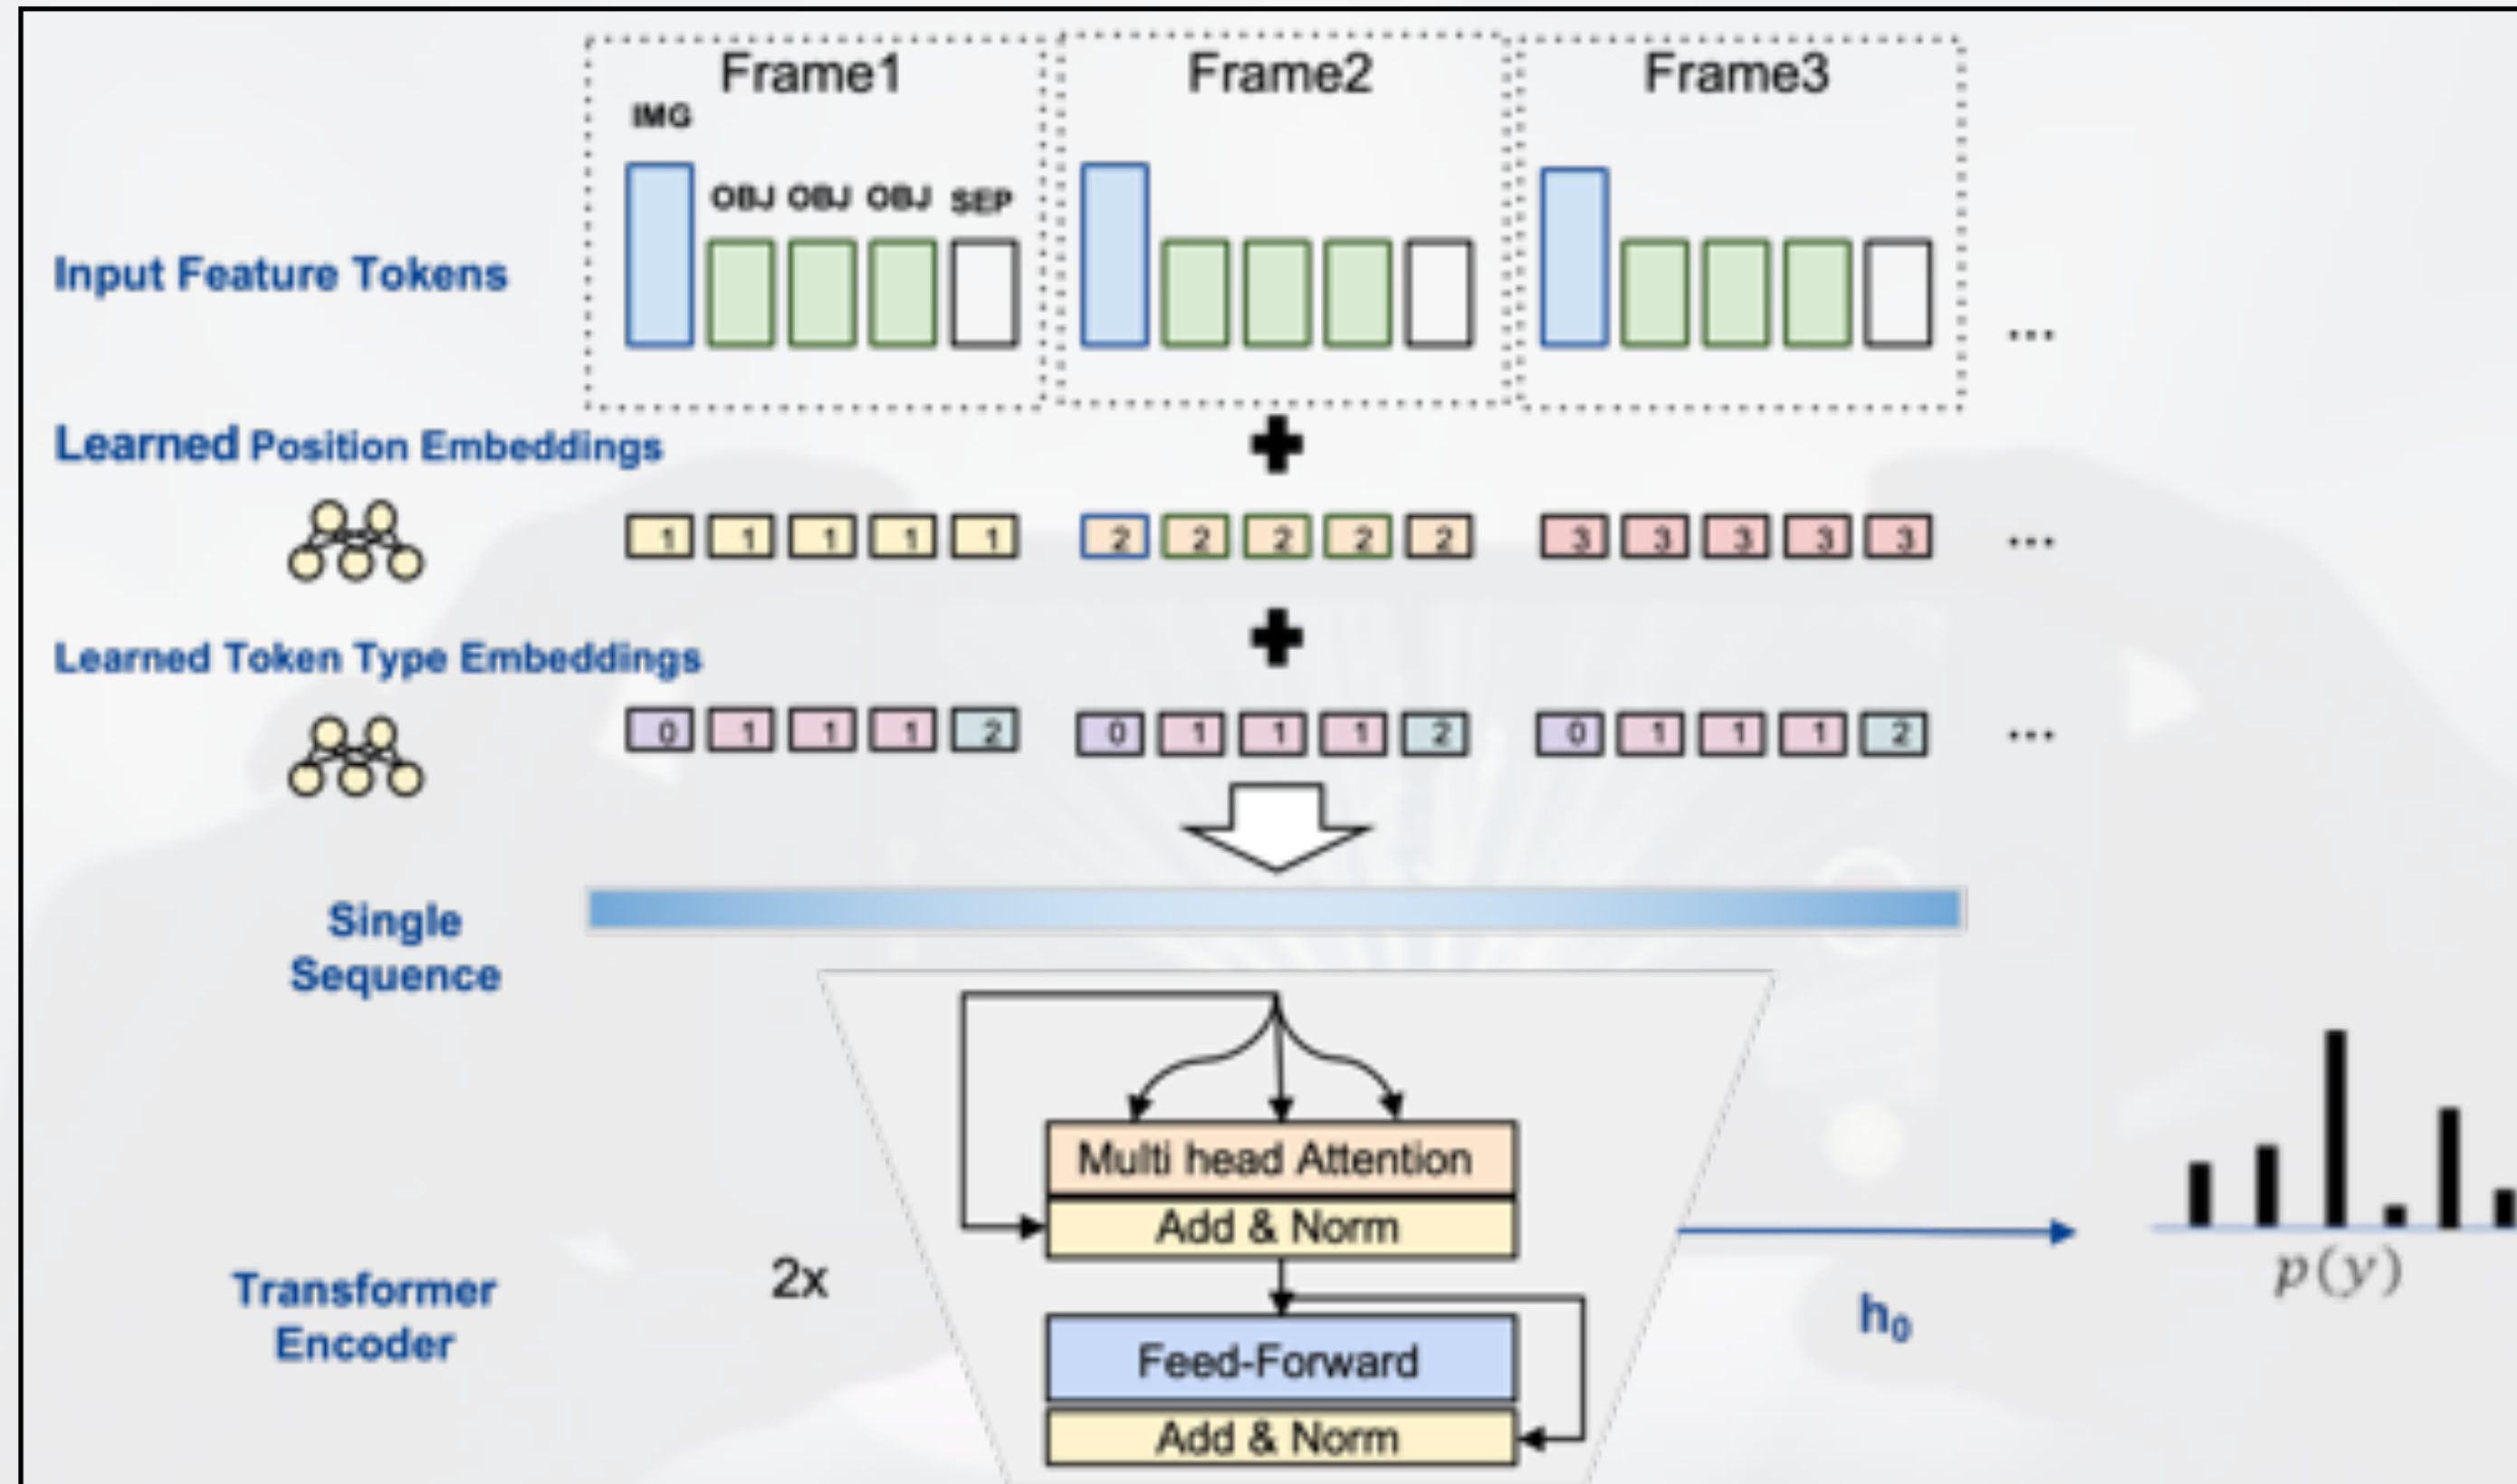 Frame1 Frame2 Frame3
IMG
OBJ OBJ OBJ SEP
Input Feature Tokens
...
Learned Position Embeddings
1 1 1 1 1 2 2 2 2 2 3 3 3 3 3 ...
Learned Token Type Embeddings
0 1 1 1 2 0 1 1 1 2 0 1 1 1 2 ...
Single
Sequence
Multi head Attention
Add & Norm
2x
Transformer
Encoder
Feed-Forward
Add & Norm
h₀
p(y)